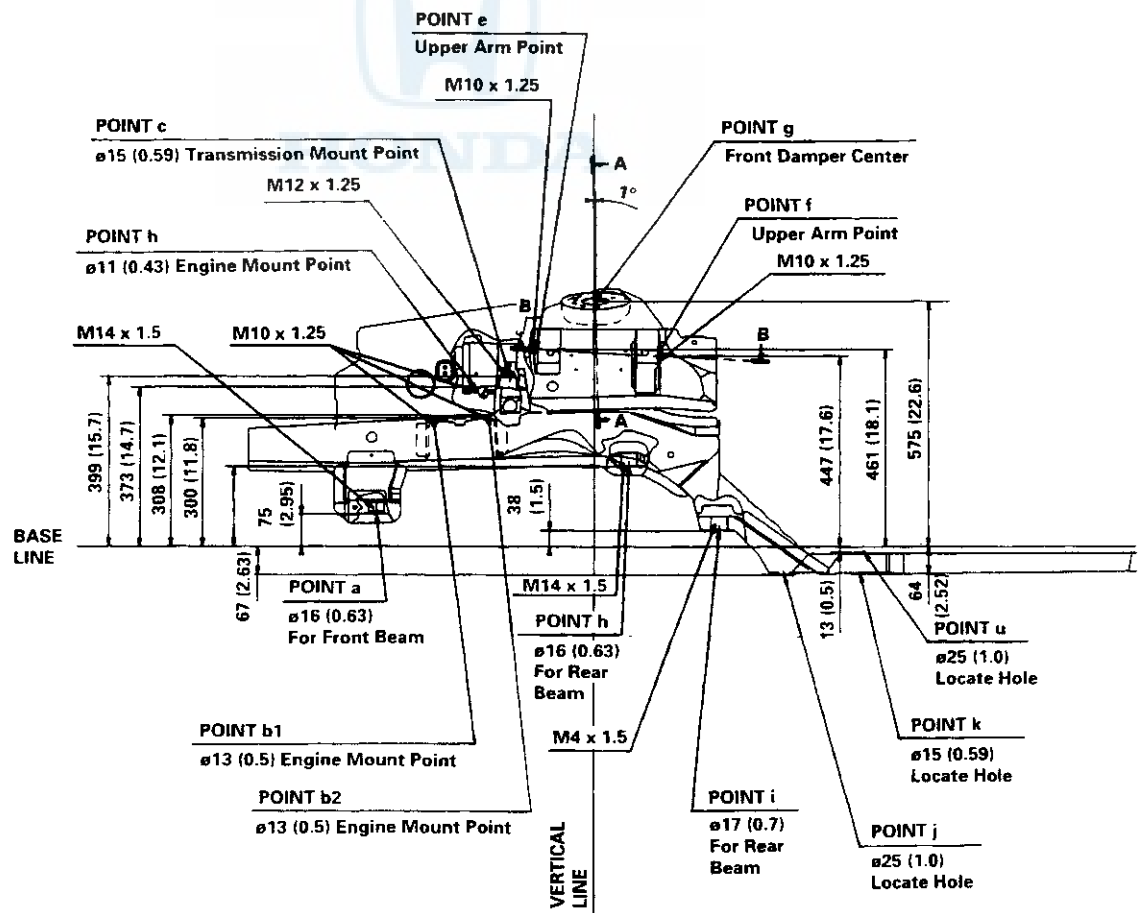 POINT e
Upper Arm Point
M10 x 1.25
HONDA
POINT c
ø15 (0.59) Transmission Mount Point
M12 x 1.25
POINT h
ø11 (0.43) Engine Mount Point
M14 x 1.5
M10 x 1.25
A
1°
POINT g
Front Damper Center
POINT f
Upper Arm Point
M10 x 1.25
B
B
A
399 (15.7)
373 (14.7)
308 (12.1)
300 (11.8)
75
(2.95)
38
(1.5)
447 (17.6)
461 (18.1)
575 (22.6)
BASE
LINE
67 (2.63)
13 (0.5)
64
(2.52)
POINT a
ø16 (0.63)
For Front Beam
M14 x 1.5
POINT h
ø16 (0.63)
For Rear
Beam
POINT u
ø25 (1.0)
Locate Hole
POINT b1
ø13 (0.5) Engine Mount Point
M4 x 1.5
POINT k
ø15 (0.59)
Locate Hole
POINT b2
ø13 (0.5) Engine Mount Point
POINT i
ø17 (0.7)
For Rear
Beam
POINT j
ø25 (1.0)
Locate Hole
VERTICAL
LINE